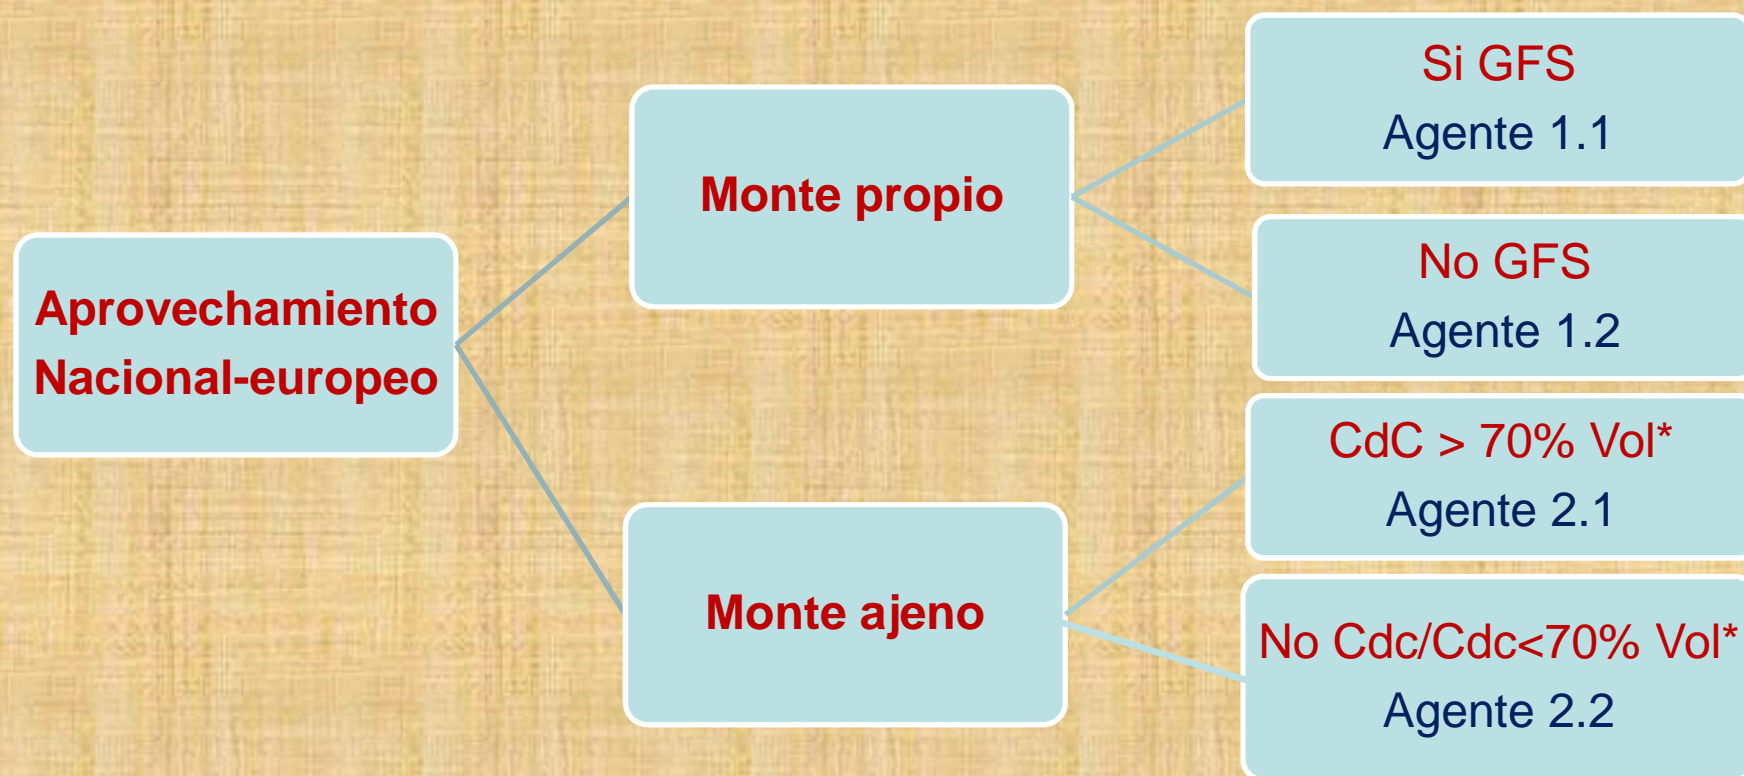 Aprovechamiento
Nacional-europeo
Monte propio
Si GFS
Agente 1.1
No GFS
Agente 1.2
Monte ajeno
CdC > 70% Vol*
Agente 2.1
No Cdc/Cdc<70% Vol*
Agente 2.2